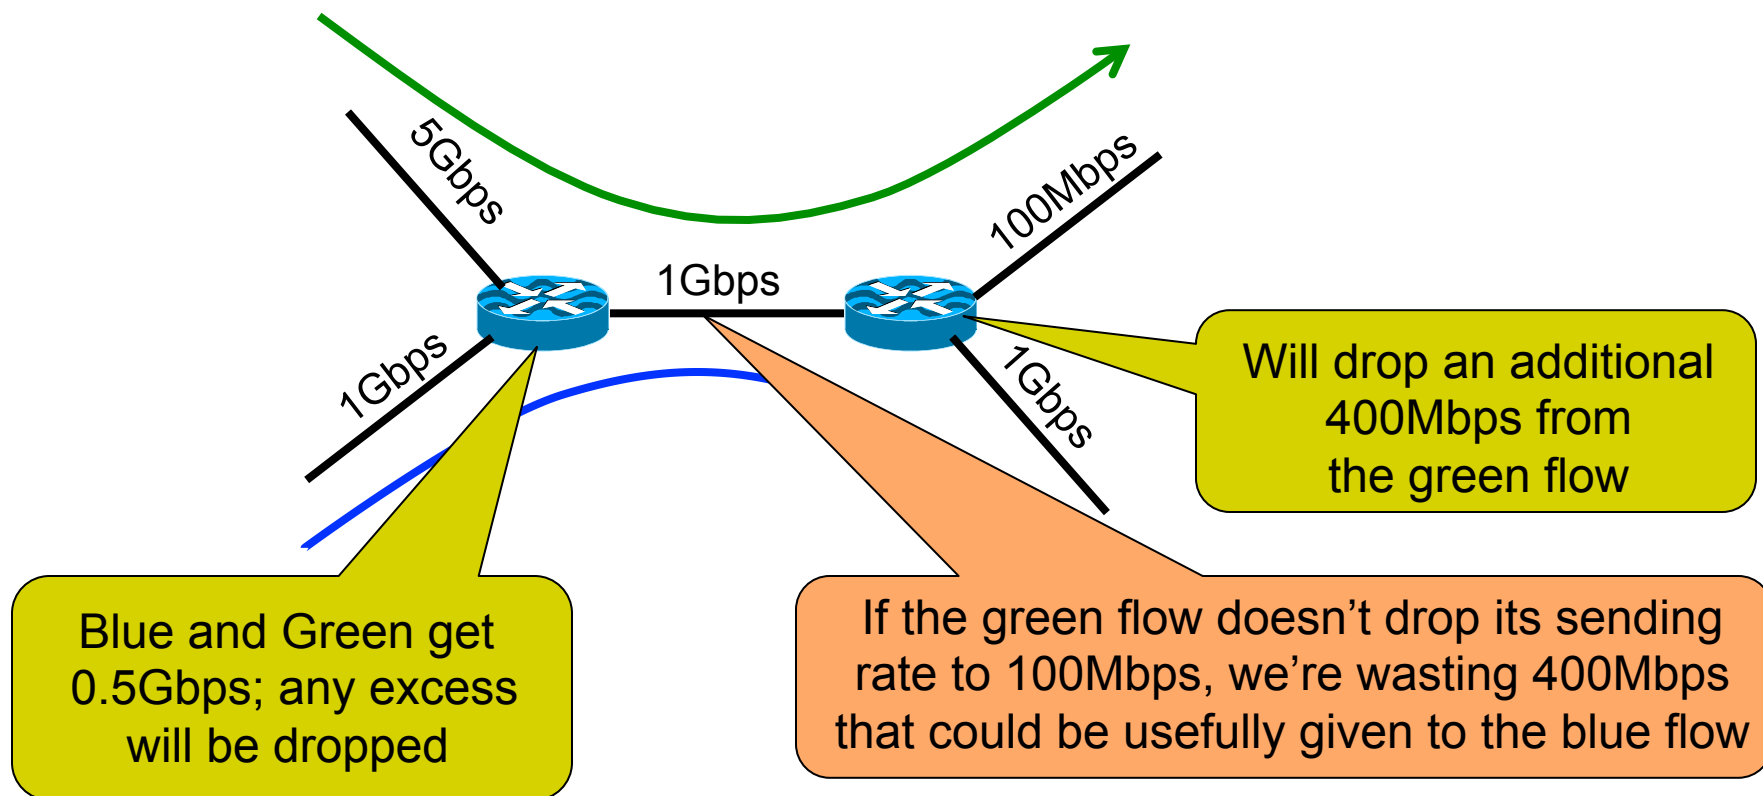 5Gbps
100Mbps
1Gbps
1Gbps
1Gbps
Will drop an additional
400Mbps from
the green flow
Blue and Green get
0.5Gbps; any excess
will be dropped
If the green flow doesn’t drop its sending
rate to 100Mbps, we’re wasting 400Mbps
that could be usefully given to the blue flow